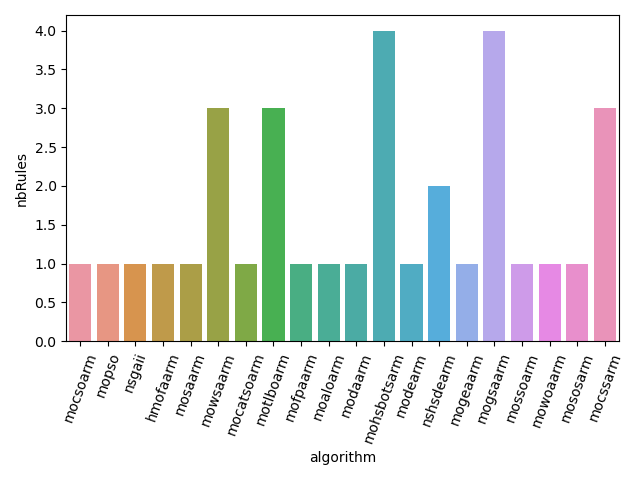 4.0
3.5
3.0
2.5
2.0
1.5
1.0
0.5
0.0
nbRules
mocsoarm
mopso
nsgaii
hmofaarm
mosaarm
mowsaarm
mocatsoarm
motlboarm
mofpaarm
moaloarm
modaarm
mohsbotsarm
modearm
nshsdearm
mogeaarm
mogsaarm
mossoarm
mowoaarm
mososarm
mocssarm
algorithm